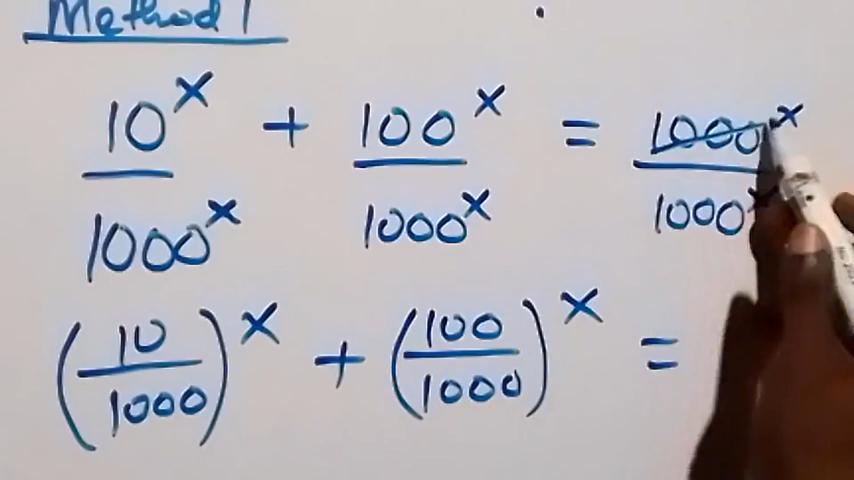 Method 1
10^x + 100^x = 1000^x
1000^x 1000^x 1000^x
(10/1000)^x + (100/1000)^x =